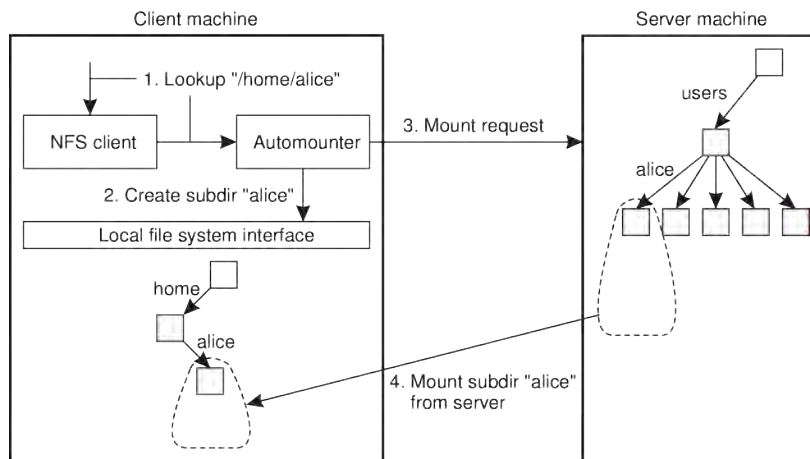 Client machine
Server machine
1. Lookup "/home/alice"
users
NFS client
Automounter
3. Mount request
alice
2. Create subdir "alice"
Local file system interface
home
alice
4. Mount subdir "alice"
from server